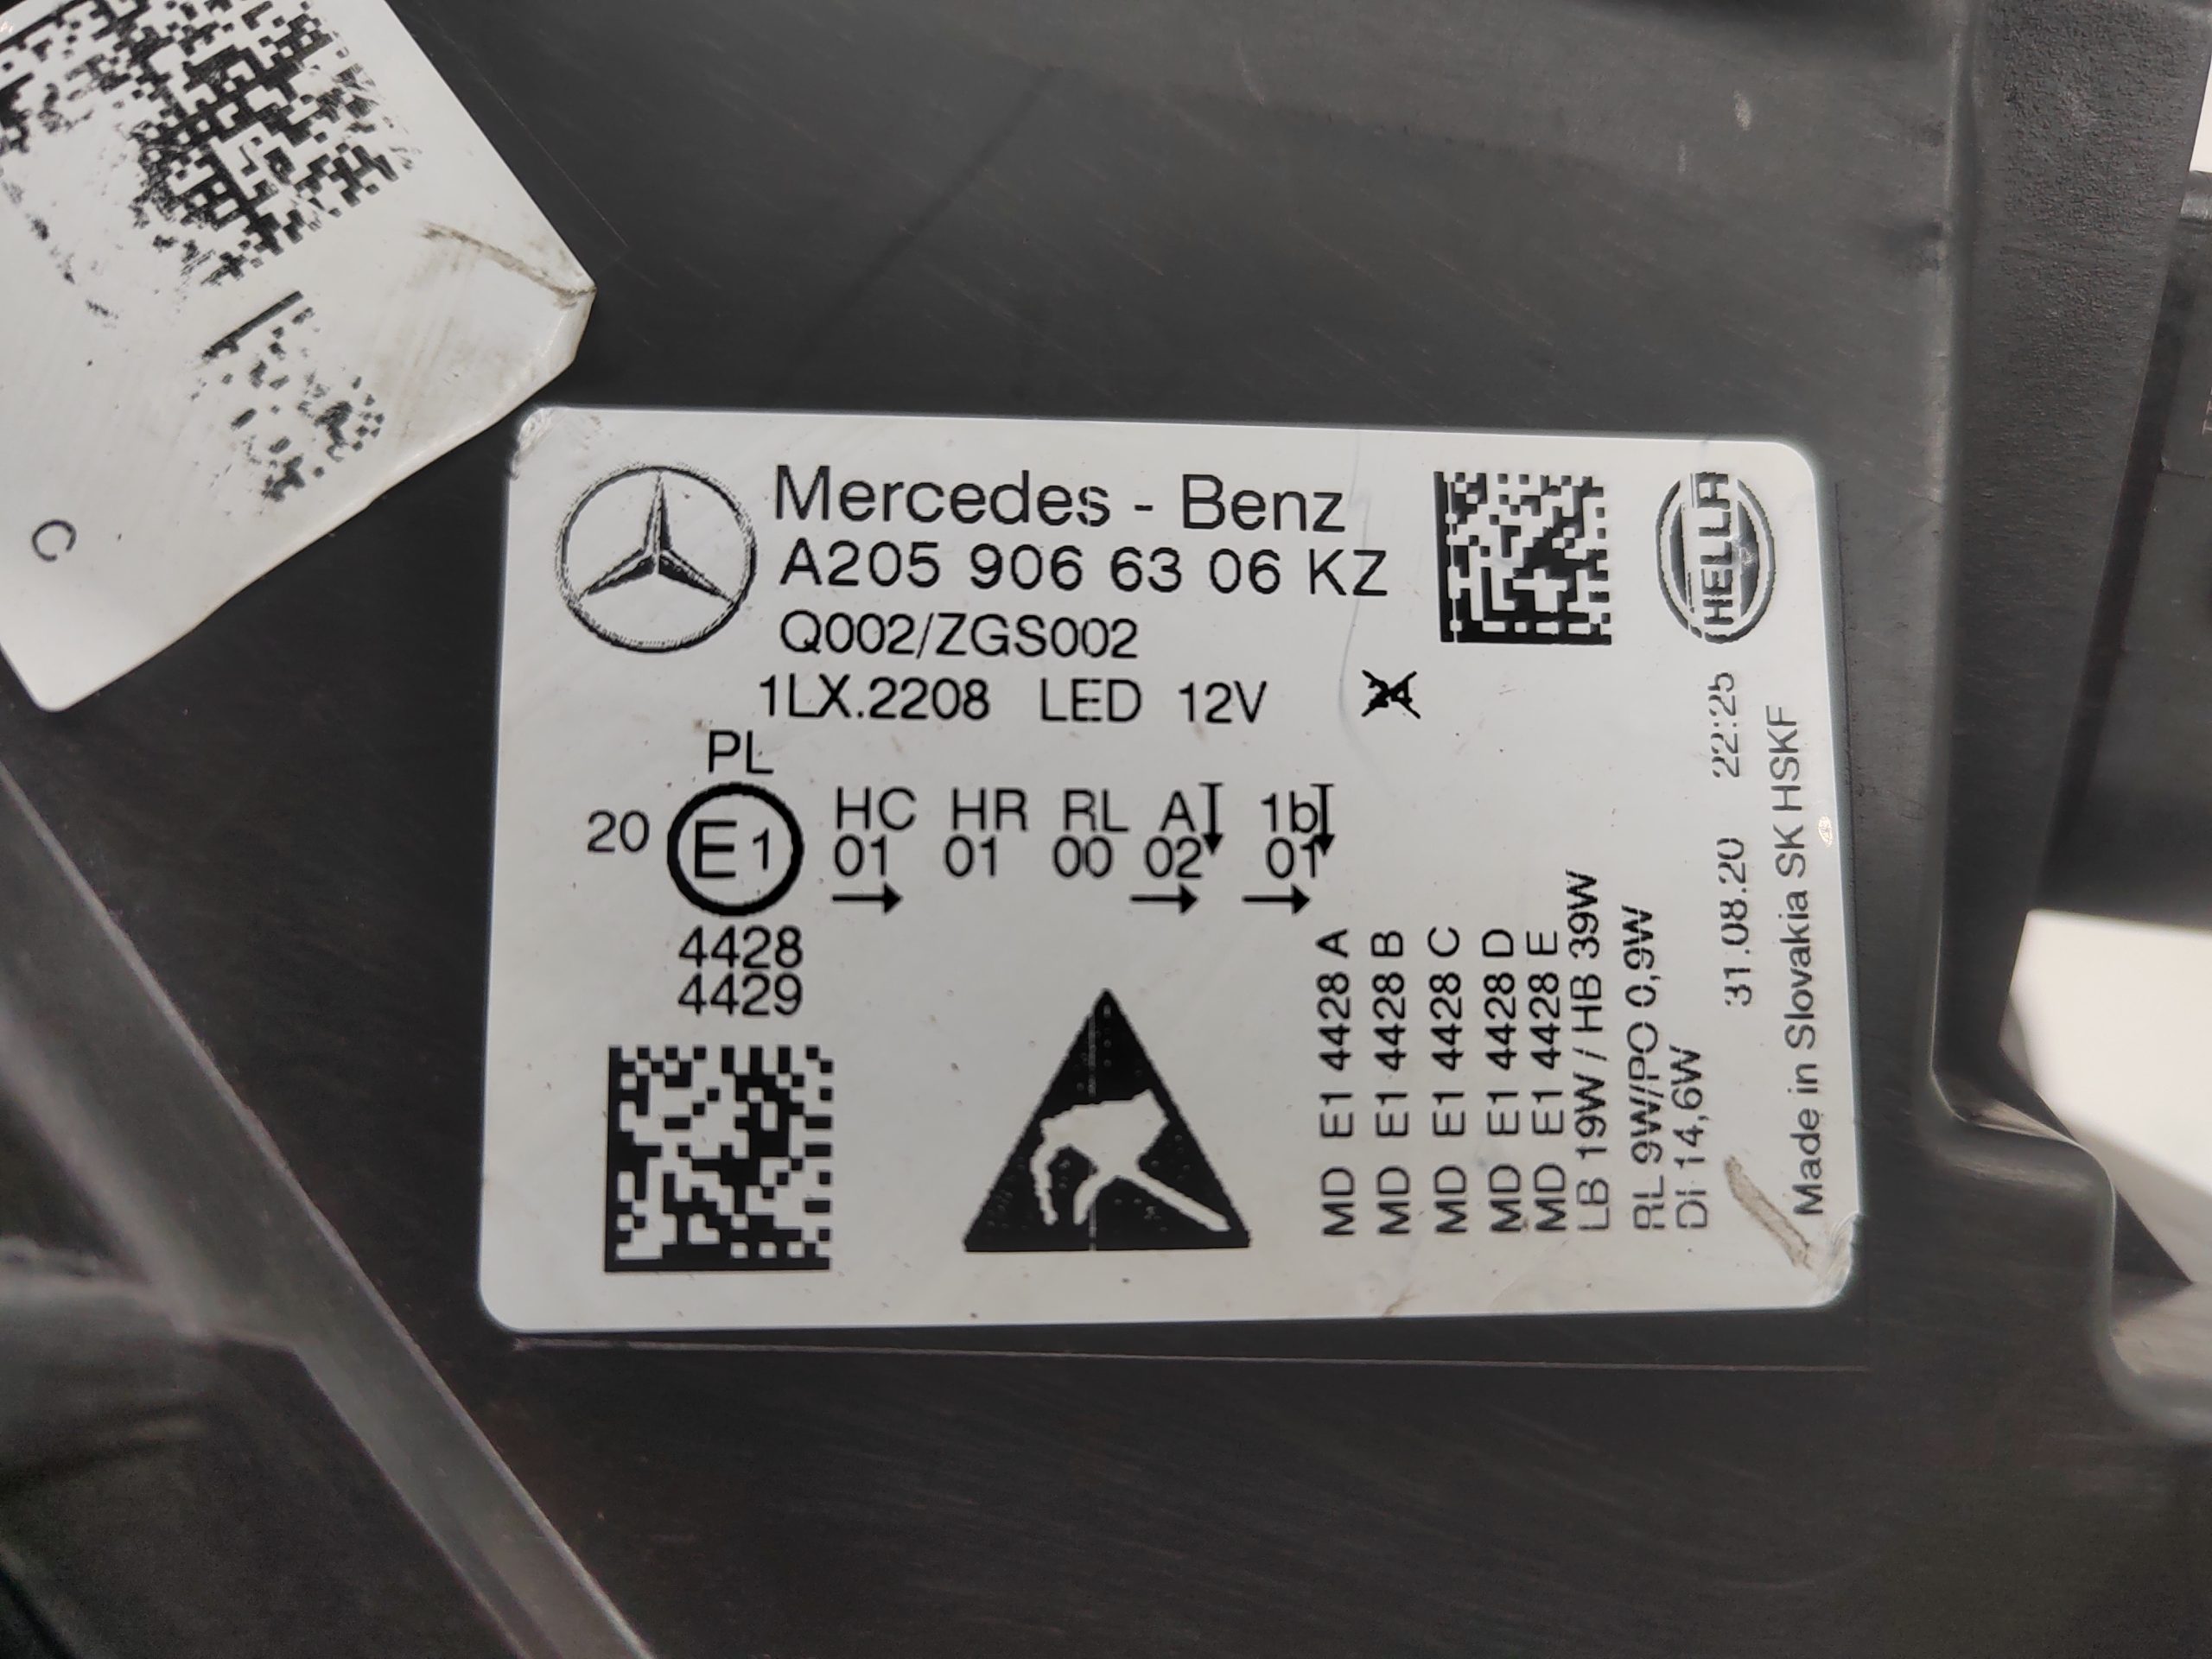 C
Mercedes - Benz
A205 906 63 06 KZ
Q002/ZGS002
1LX.2208 LED 12V
HELLA
PL
20 E1 HC HR RL A 1b
01 01 00 02 01
4428
4429
MD E1 4428 A
MD E1 4428 B
MD E1 4428 C
MD E1 4428 D
MD E1 4428 E
LB 19W / HB 39W
RL 9W/PO 0,9W
DI 14,6W
31.08.20 22:25
Made in Slovakia SK HSKF